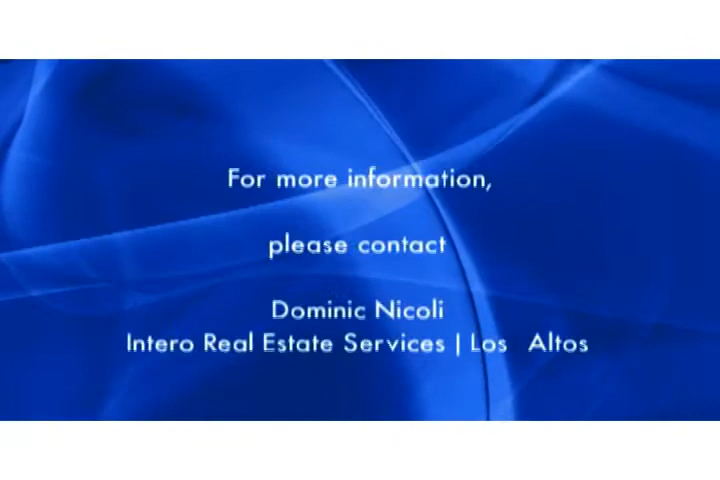 For more information,
please contact
Dominic Nicoli
Intero Real Estate Services | Los Altos